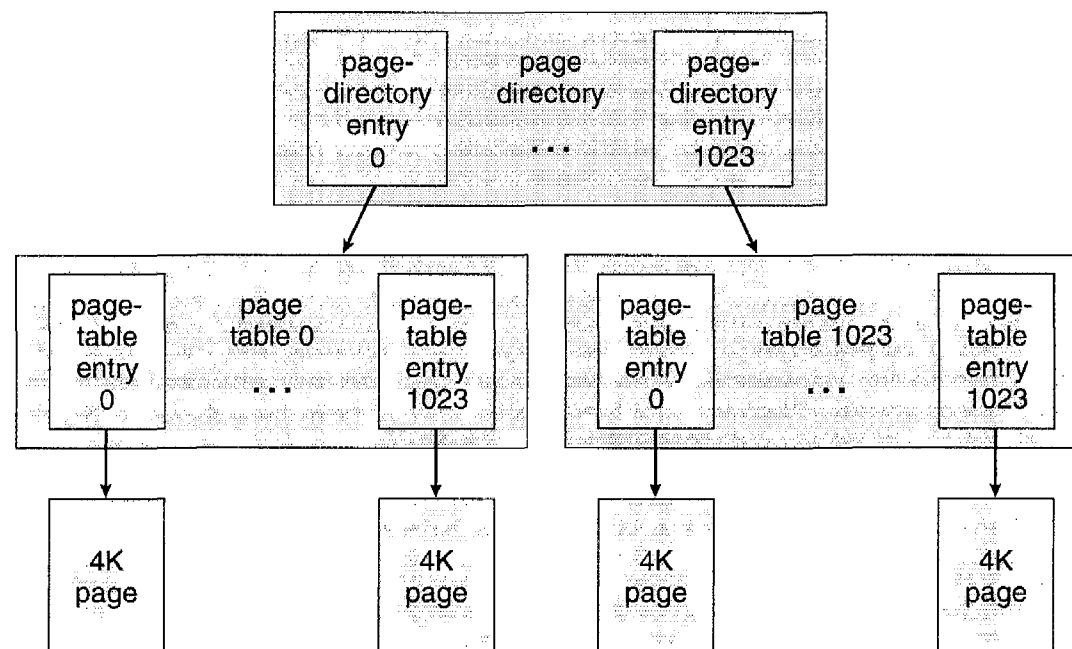 page-
directory
entry
0
page
directory
...
page-
directory
entry
1023
page-
table
entry
0
page
table 0
...
page-
table
entry
1023
page-
table
entry
0
page
table 1023
...
page-
table
entry
1023
4K
page
4K
page
4K
page
4K
page